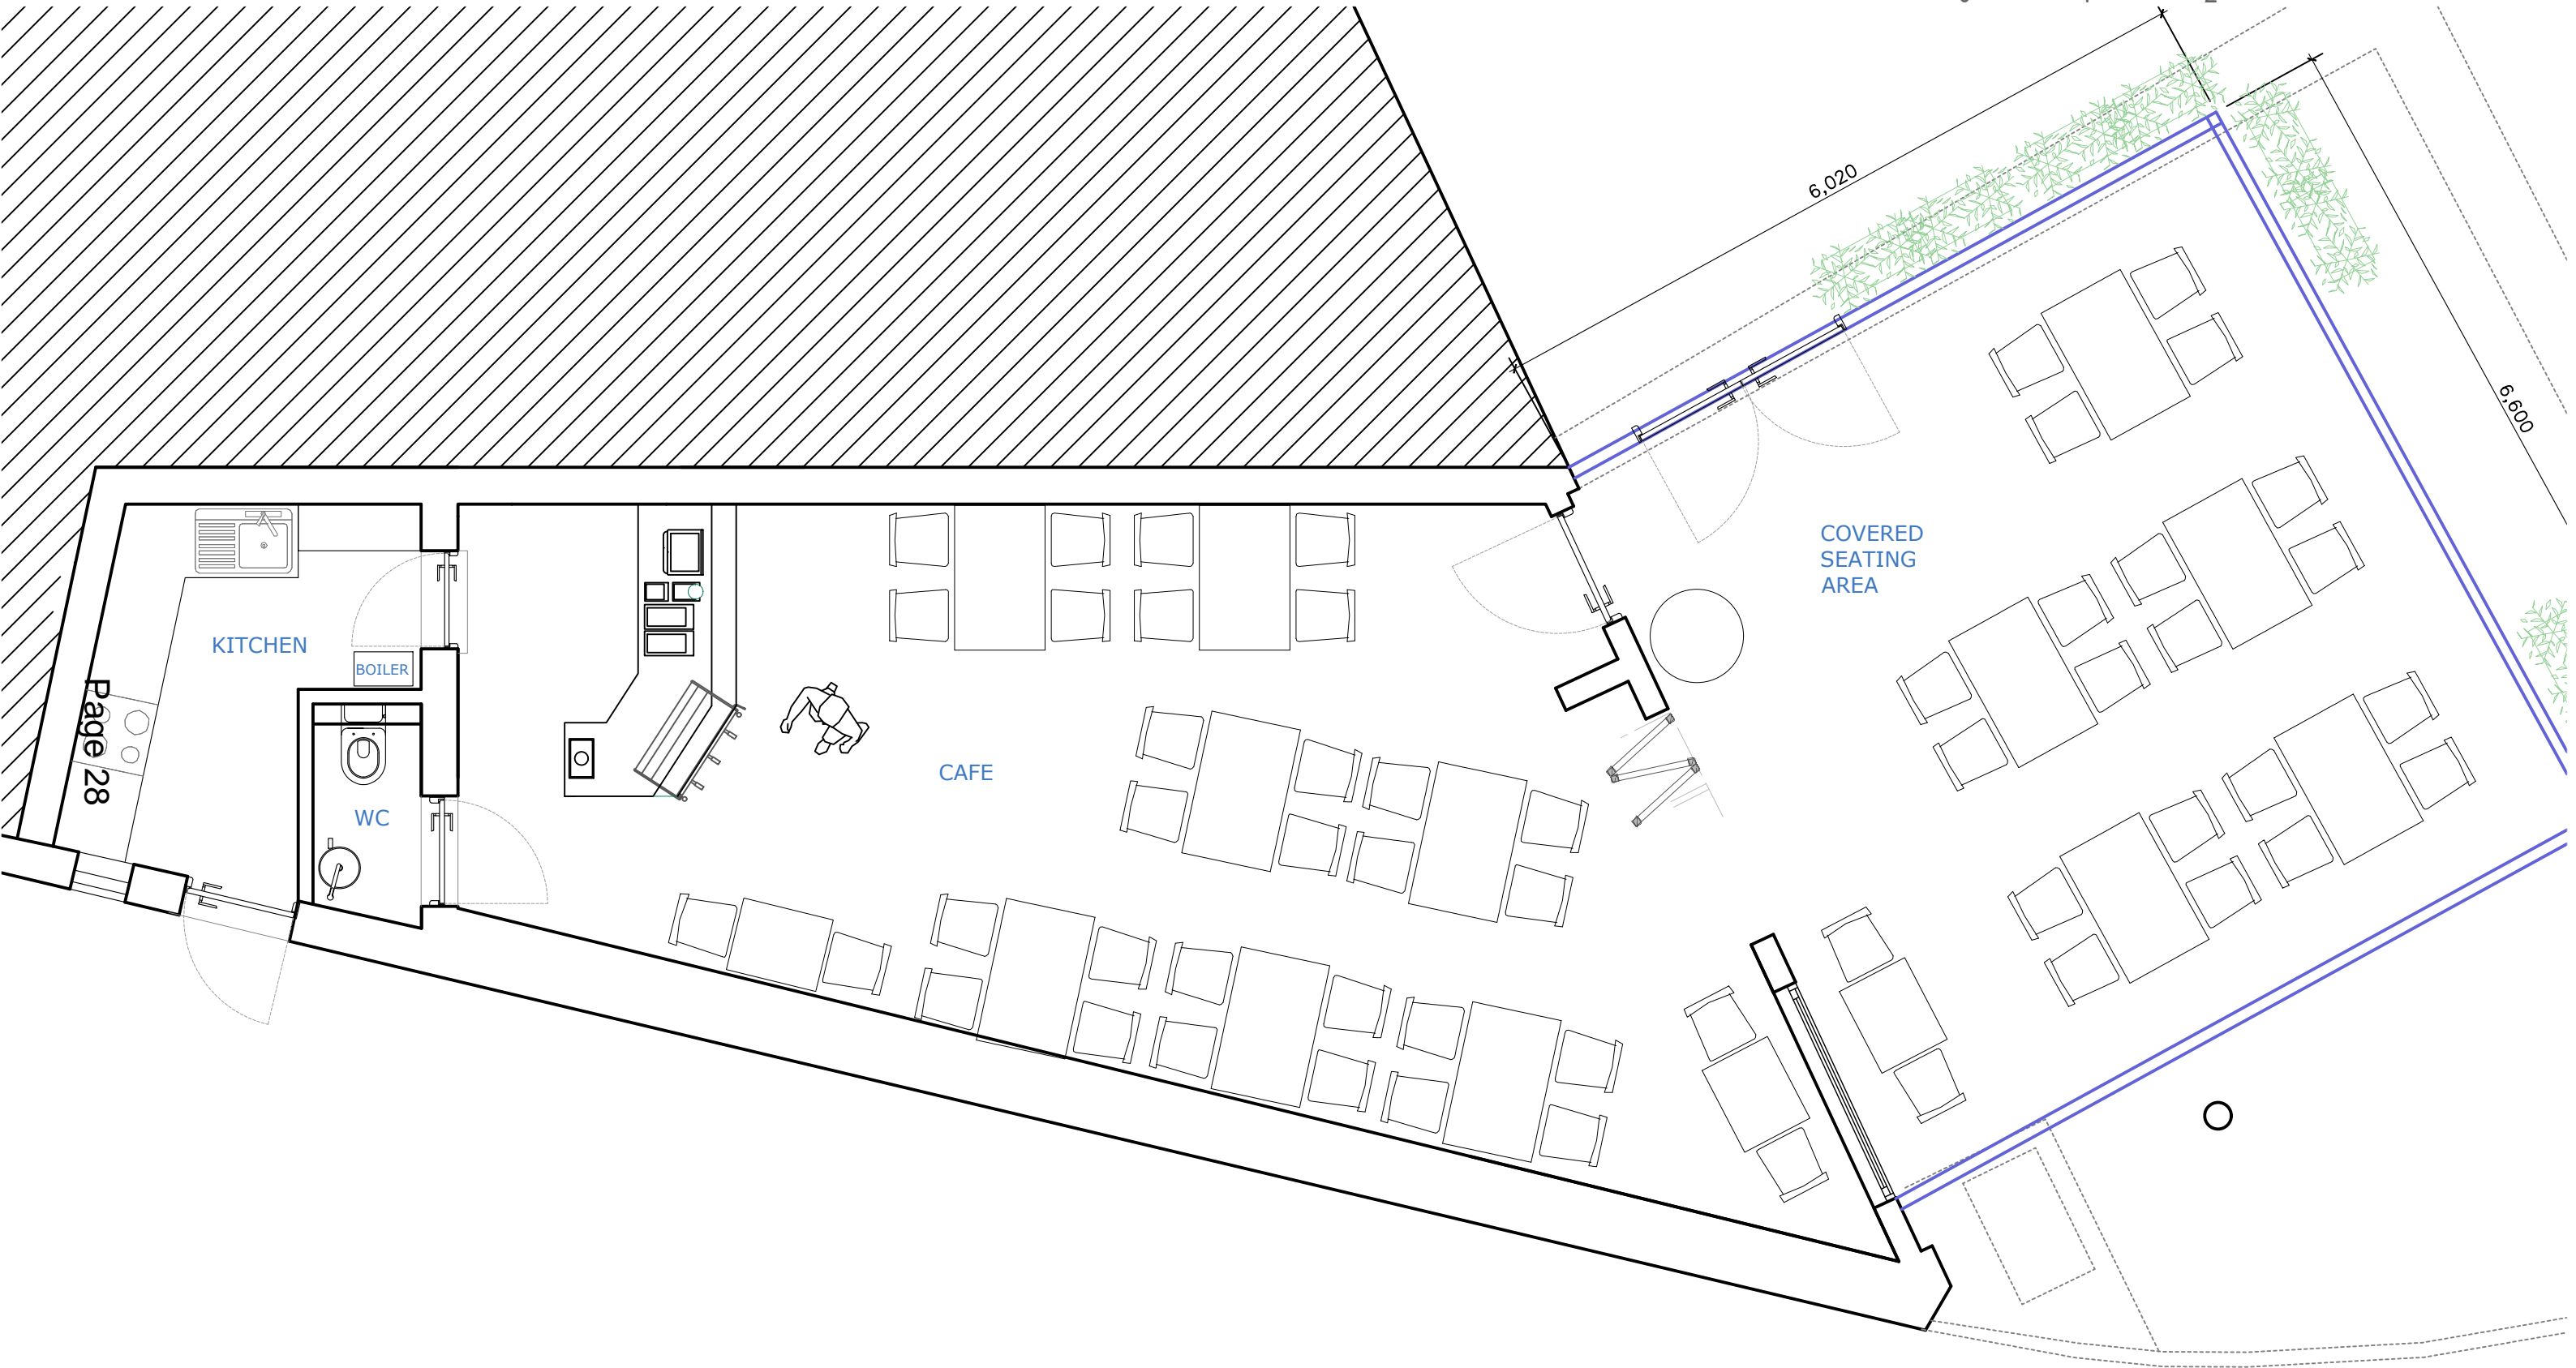 6,020
6,600
COVERED
SEATING
AREA
KITCHEN
BOILER
Page 28
CAFE
WC